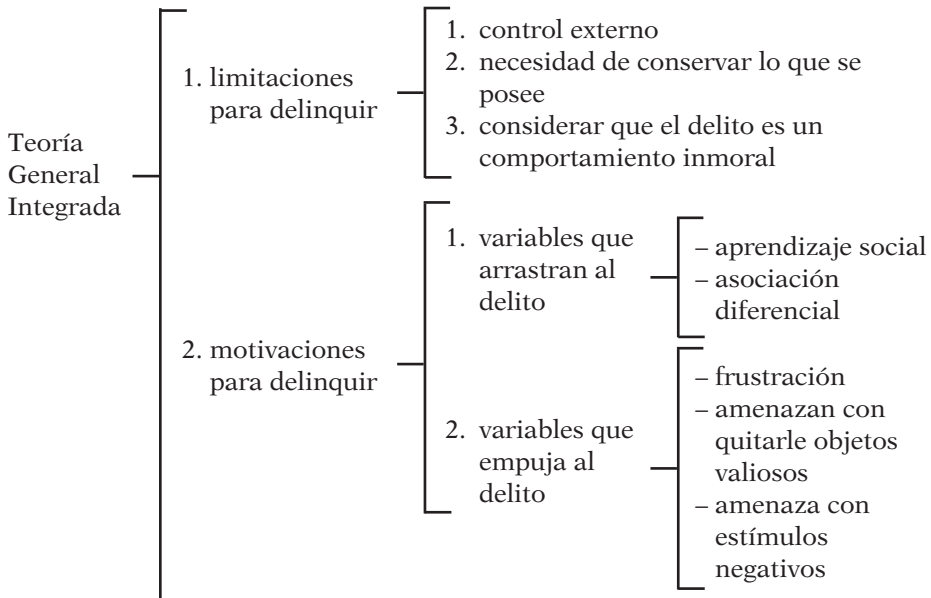 Teoría
General
Integrada
1. limitaciones
para delinquir
1. control externo
2. necesidad de conservar lo que se
posee
3. considerar que el delito es un
comportamiento inmoral
2. motivaciones
para delinquir
1. variables que
arrastran al
delito
– aprendizaje social
– asociación
diferencial
2. variables que
empuja al
delito
– frustración
– amenazan con
quitarle objetos
valiosos
– amenaza con
estímulos
negativos